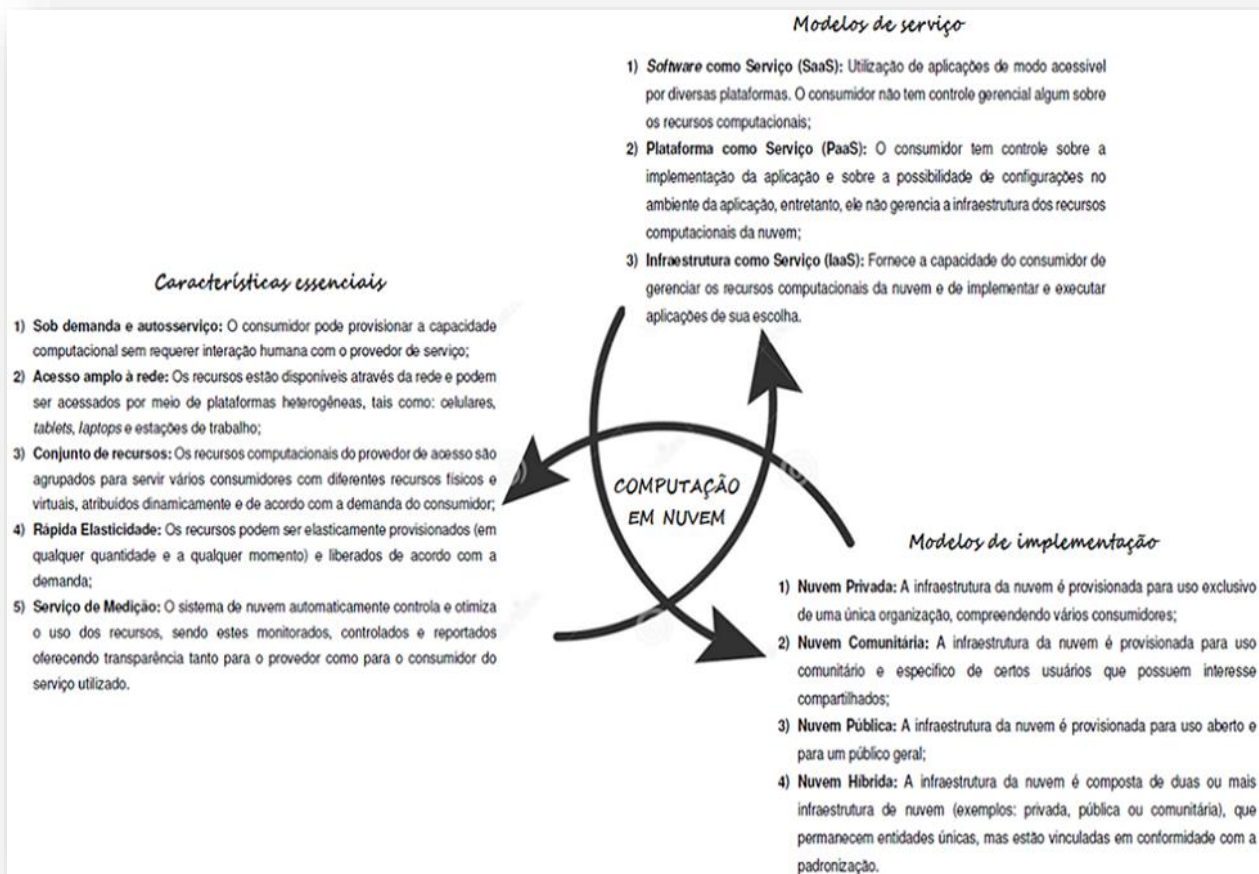 Modelos de serviço
1) Software como Serviço (SaaS): Utilização de aplicações de modo acessível
por diversas plataformas. O consumidor não tem controle gerencial algum sobre
os recursos computacionais;
2) Plataforma como Serviço (PaaS): O consumidor tem controle sobre a
implementação da aplicação e sobre a possibilidade de configurações no
ambiente da aplicação, entretanto, ele não gerencia a infraestrutura dos recursos
computacionais da nuvem;
3) Infraestrutura como Serviço (IaaS): Fornece a capacidade do consumidor de
gerenciar os recursos computacionais da nuvem e de implementar e executar
aplicações de sua escolha.
Características essenciais
1) Sob demanda e autosserviço: O consumidor pode provisionar a capacidade
computacional sem requerer interação humana com o provedor de serviço;
2) Acesso amplo à rede: Os recursos estão disponíveis através da rede e podem
ser acessados por meio de plataformas heterogêneas, tais como: celulares,
tablets, laptops e estações de trabalho;
3) Conjunto de recursos: Os recursos computacionais do provedor de acesso são
agrupados para servir vários consumidores com diferentes recursos físicos e
virtuais, atribuídos dinamicamente e de acordo com a demanda do consumidor;
4) Rápida Elasticidade: Os recursos podem ser elasticamente provisionados (em
qualquer quantidade e a qualquer momento) e liberados de acordo com a
demanda;
5) Serviço de Medição: O sistema de nuvem automaticamente controla e otimiza
o uso dos recursos, sendo estes monitorados, controlados e reportados
oferecendo transparência tanto para o provedor como para o consumidor do
serviço utilizado.
COMPUTAÇÃO
EM NUVEM
Modelos de implementação
1) Nuvem Privada: A infraestrutura da nuvem é provisionada para uso exclusivo
de uma única organização, compreendendo vários consumidores;
2) Nuvem Comunitária: A infraestrutura da nuvem é provisionada para uso
comunitário e específico de certos usuários que possuem interesse
compartilhados;
3) Nuvem Pública: A infraestrutura da nuvem é provisionada para uso aberto e
para um público geral;
4) Nuvem Híbrida: A infraestrutura da nuvem é composta de duas ou mais
infraestrutura de nuvem (exemplos: privada, pública ou comunitária), que
permanecem entidades únicas, mas estão vinculadas em conformidade com a
padronização.